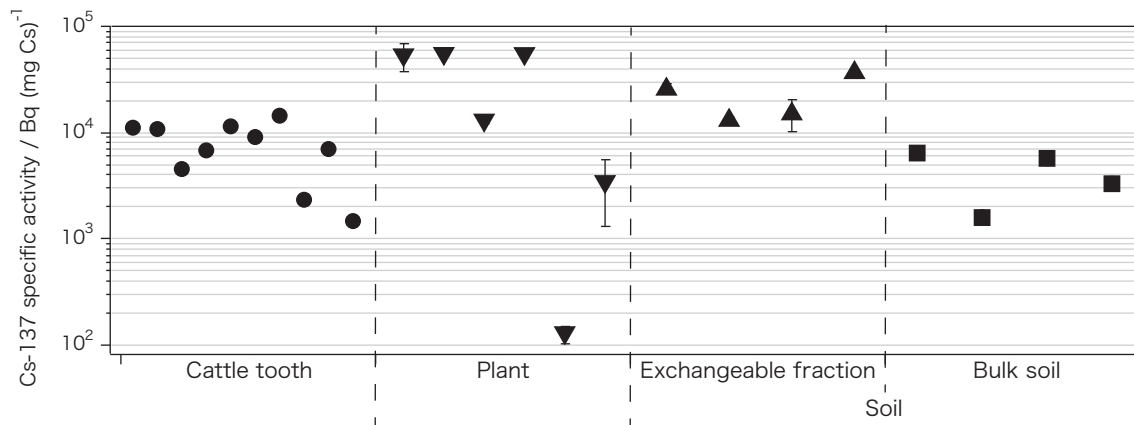 Cs-137 specific activity / Bq (mg Cs)⁻¹
10⁵
10⁴
10³
10²
Cattle tooth
Plant
Exchangeable fraction
Bulk soil
Soil